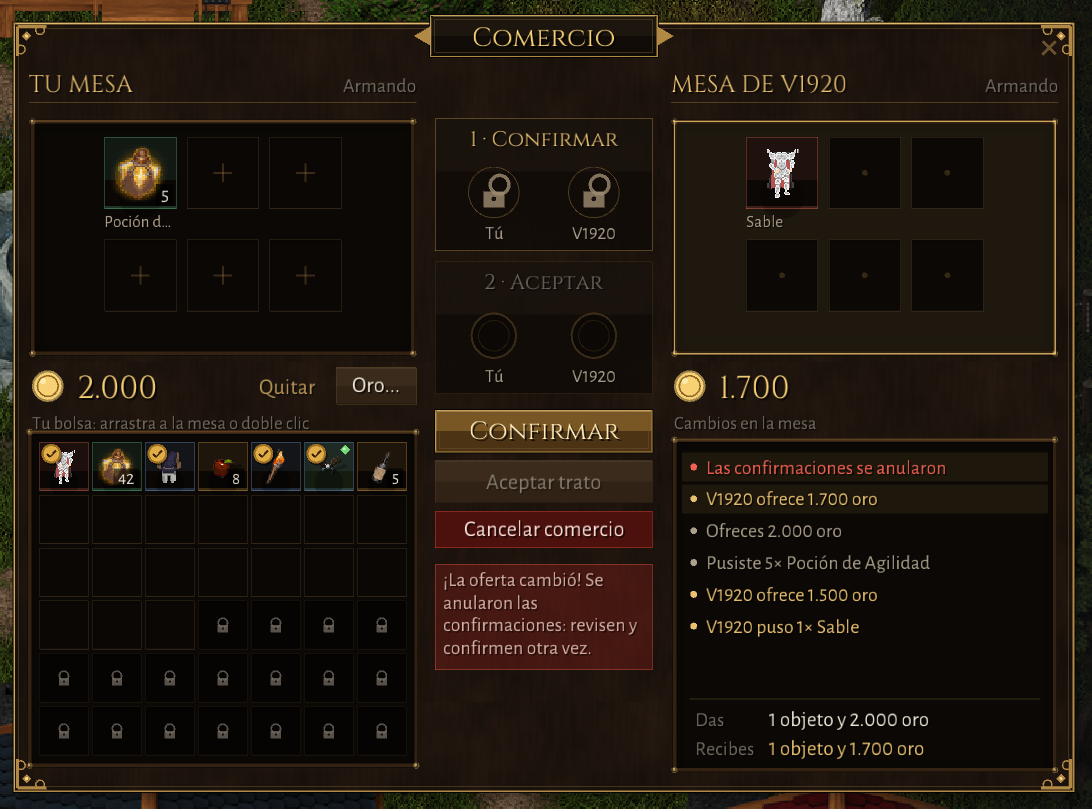 COMERCIO
TU MESA
Armando
MESA DE V1920
Armando
1 · CONFIRMAR
Tú
V1920
2 · ACEPTAR
Tú
V1920
5
Poción d...
Sable
2.000
Quitar
Oro...
1.700
Tu bolsa: arrastra a la mesa o doble clic
42
8
5
CONFIRMAR
Aceptar trato
Cancelar comercio
¡La oferta cambió! Se
anularon las
confirmaciones: revisen y
confirmen otra vez.
Cambios en la mesa
• Las confirmaciones se anularon
• V1920 ofrece 1.700 oro
• Ofreces 2.000 oro
• Pusiste 5× Poción de Agilidad
• V1920 ofrece 1.500 oro
• V1920 puso 1× Sable
Das 1 objeto y 2.000 oro
Recibes 1 objeto y 1.700 oro